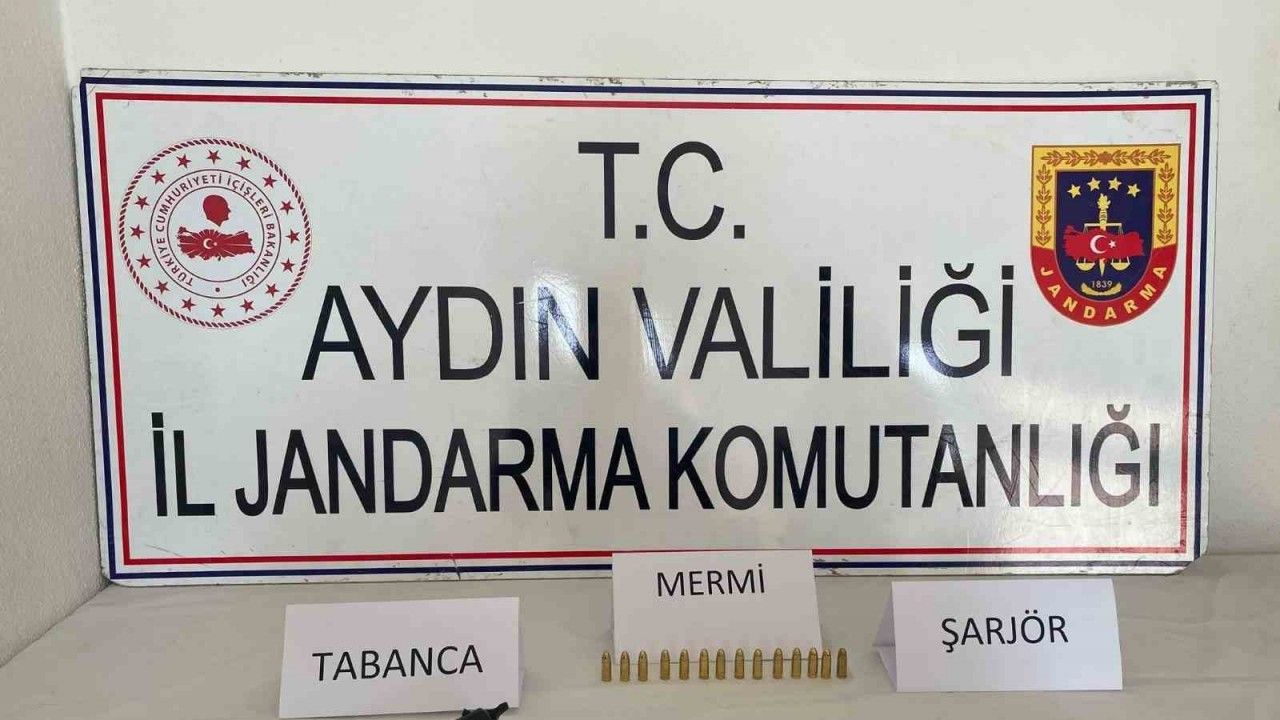 T.C.
AYDIN VALİLİĞİ
İL JANDARMA KOMUTANLIĞI
TÜRKİYE CUMHURİYETİ İÇİŞLERİ BAKANLIĞI
1839
JANDARMA
MERMİ
TABANCA
ŞARJÖR